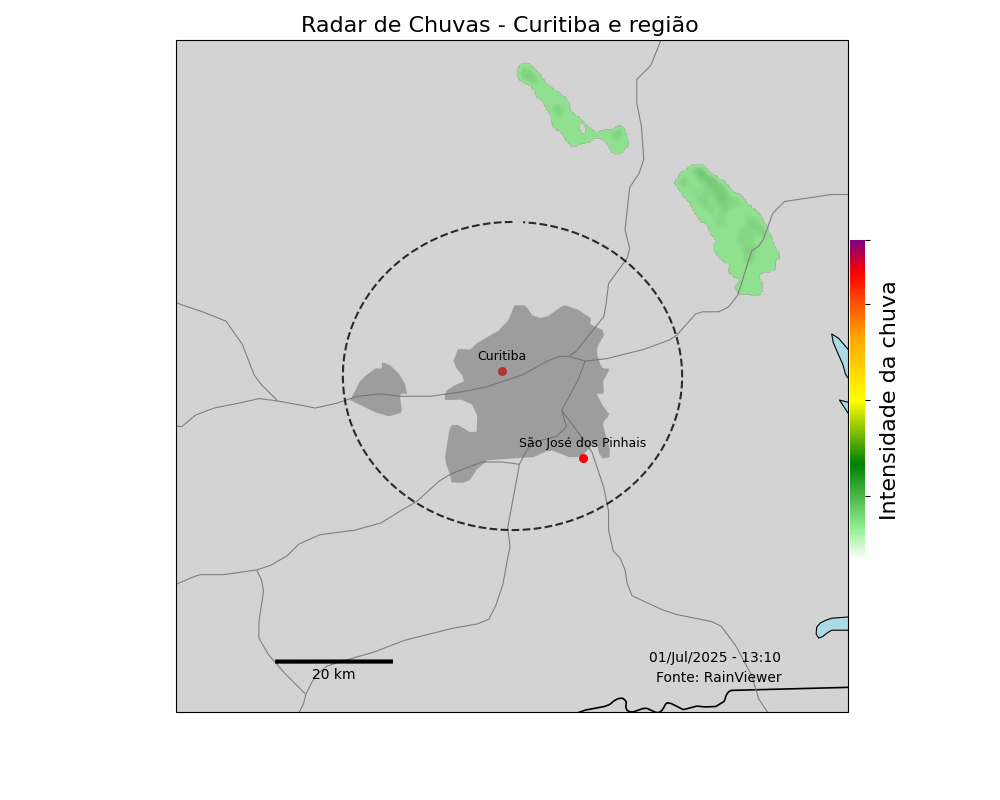 Radar de Chuvas - Curitiba e região
Curitiba
São José dos Pinhais
Intensidade da chuva
20 km
01/Jul/2025 - 13:10
Fonte: RainViewer